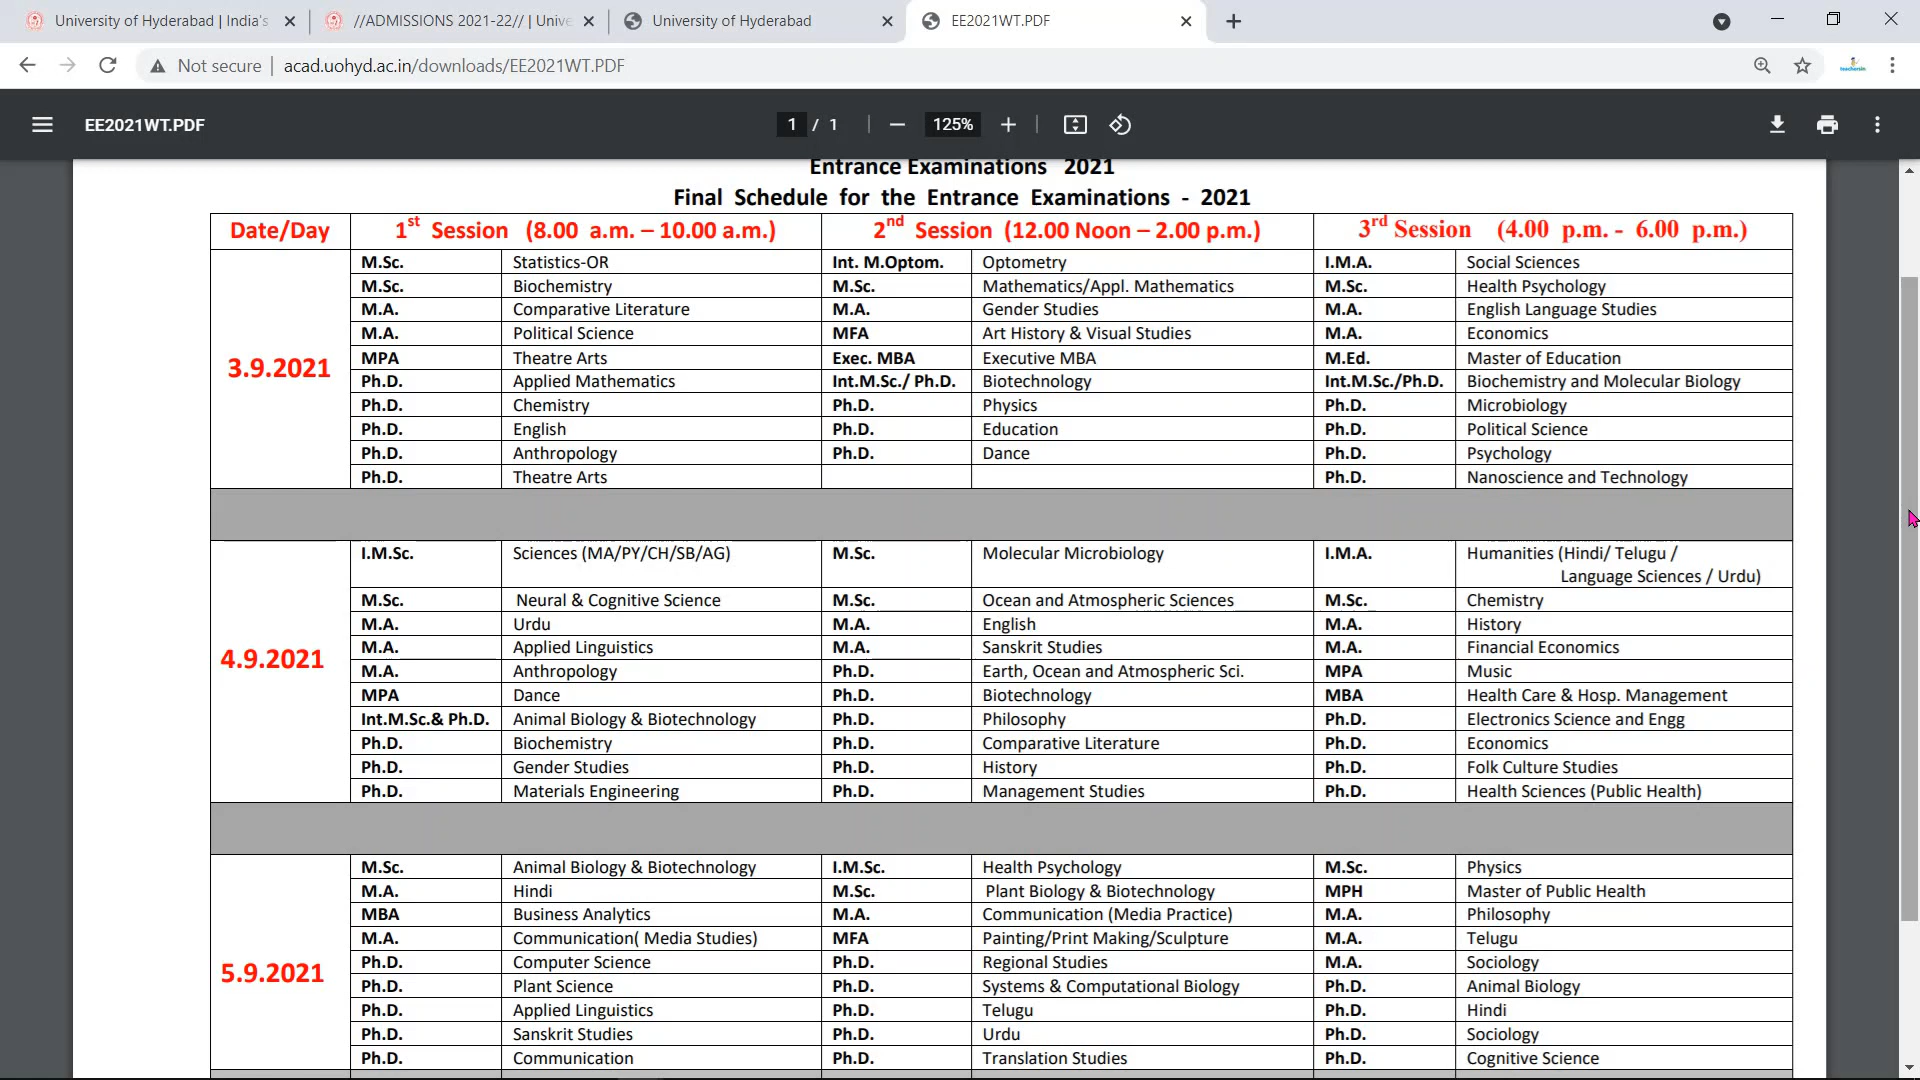 University of Hyderabad | India's
//ADMISSIONS 2021-22// | Unive
University of Hyderabad
EE2021WT.PDF
Not secure | acad.uohyd.ac.in/downloads/EE2021WT.PDF
EE2021WT.PDF
1 / 1
125%
Entrance Examinations 2021
Final Schedule for the Entrance Examinations - 2021
Date/Day 1st Session (8.00 a.m. – 10.00 a.m.) 2nd Session (12.00 Noon – 2.00 p.m.) 3rd Session (4.00 p.m. - 6.00 p.m.)
M.Sc. Statistics-OR Int. M.Optom. Optometry I.M.A. Social Sciences
M.Sc. Biochemistry M.Sc. Mathematics/Appl. Mathematics M.Sc. Health Psychology
M.A. Comparative Literature M.A. Gender Studies M.A. English Language Studies
M.A. Political Science MFA Art History & Visual Studies M.A. Economics
MPA Theatre Arts Exec. MBA Executive MBA M.Ed. Master of Education
3.9.2021
Ph.D. Applied Mathematics Int.M.Sc./ Ph.D. Biotechnology Int.M.Sc./Ph.D. Biochemistry and Molecular Biology
Ph.D. Chemistry Ph.D. Physics Ph.D. Microbiology
Ph.D. English Ph.D. Education Ph.D. Political Science
Ph.D. Anthropology Ph.D. Dance Ph.D. Psychology
Ph.D. Theatre Arts Ph.D. Nanoscience and Technology
I.M.Sc. Sciences (MA/PY/CH/SB/AG) M.Sc. Molecular Microbiology I.M.A. Humanities (Hindi/ Telugu /
Language Sciences / Urdu)
M.Sc. Neural & Cognitive Science M.Sc. Ocean and Atmospheric Sciences M.Sc. Chemistry
M.A. Urdu M.A. English M.A. History
M.A. Applied Linguistics M.A. Sanskrit Studies M.A. Financial Economics
4.9.2021
M.A. Anthropology Ph.D. Earth, Ocean and Atmospheric Sci. MPA Music
MPA Dance Ph.D. Biotechnology MBA Health Care & Hosp. Management
Int.M.Sc.& Ph.D. Animal Biology & Biotechnology Ph.D. Philosophy Ph.D. Electronics Science and Engg
Ph.D. Biochemistry Ph.D. Comparative Literature Ph.D. Economics
Ph.D. Gender Studies Ph.D. History Ph.D. Folk Culture Studies
Ph.D. Materials Engineering Ph.D. Management Studies Ph.D. Health Sciences (Public Health)
M.Sc. Animal Biology & Biotechnology I.M.Sc. Health Psychology M.Sc. Physics
M.A. Hindi M.Sc. Plant Biology & Biotechnology MPH Master of Public Health
MBA Business Analytics M.A. Communication (Media Practice) M.A. Philosophy
M.A. Communication( Media Studies) MFA Painting/Print Making/Sculpture M.A. Telugu
Ph.D. Computer Science Ph.D. Regional Studies M.A. Sociology
5.9.2021
Ph.D. Plant Science Ph.D. Systems & Computational Biology Ph.D. Animal Biology
Ph.D. Applied Linguistics Ph.D. Telugu Ph.D. Hindi
Ph.D. Sanskrit Studies Ph.D. Urdu Ph.D. Sociology
Ph.D. Communication Ph.D. Translation Studies Ph.D. Cognitive Science